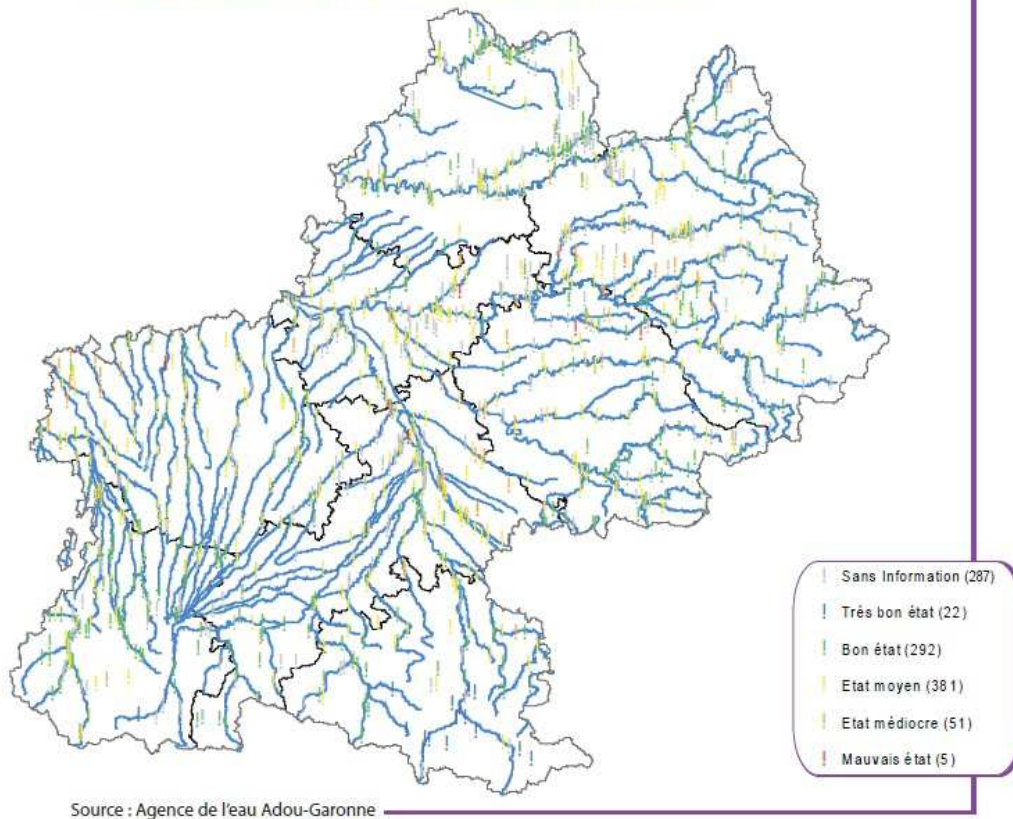 Sans Information (287)
Trés bon état (22)
Bon état (292)
Etat moyen (381)
Etat médiocre (51)
Mauvais état (5)
Source : Agence de l'eau Adou-Garonne